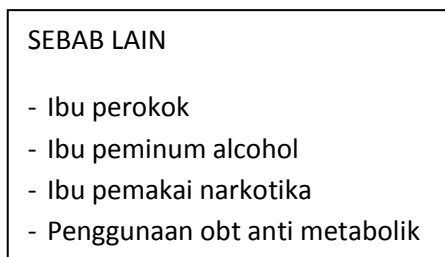 SEBAB LAIN
- Ibu perokok
- Ibu peminum alcohol
- Ibu pemakai narkotika
- Penggunaan obt anti metabolik